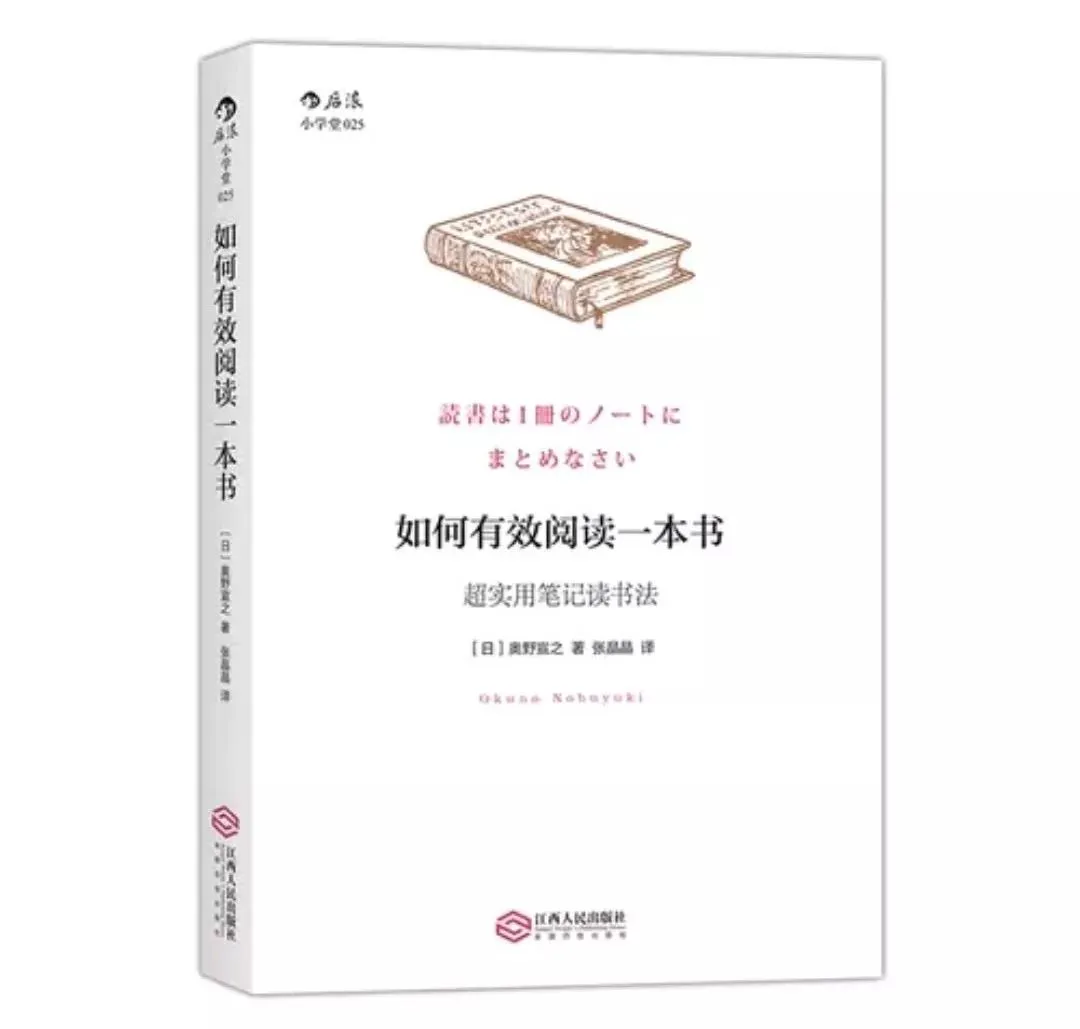 后浪
小学堂025
読書は1冊のノートに
まとめなさい
如何有效阅读一本书
超实用笔记读书法
[日]奥野宣之 著 张晶晶 译
Okuno Nobuyuki
江西人民出版社
后浪
小学堂
025
如何有效阅读一本书
[日]奥野宣之 著 张晶晶 译
江西人民出版社